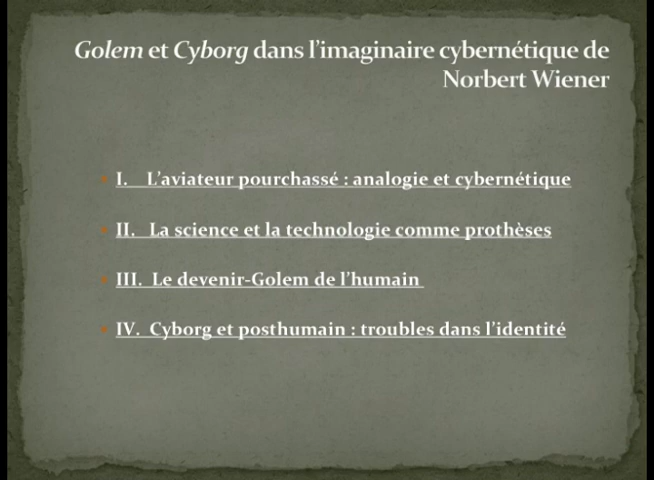 Golem et Cyborg dans l'imaginaire cybernétique de
Norbert Wiener
I. L'aviateur pourchassé : analogie et cybernétique
II. La science et la technologie comme prothèses
III. Le devenir-Golem de l'humain
IV. Cyborg et posthumain : troubles dans l'identité